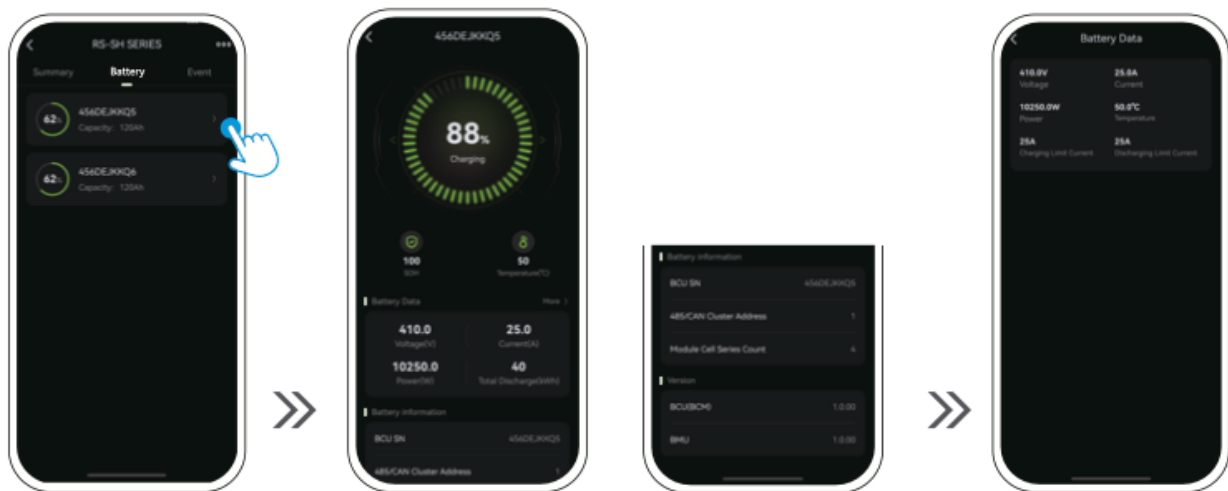 RS-SH SERIES
Summary Battery Event
62%
456DEJKKQ5
Capacity: 120Ah
62%
456DEJKKQ6
Capacity: 120Ah
456DEJKKQ5
88%
Charging
100
SOH
50
Temperature(°C)
Battery Data More
410.0
Voltage(V)
25.0
Current(A)
10250.0
Power(W)
40
Total Discharge(kWh)
Battery information
BCU SN 456DEJKKQ5
485/CAN Cluster Address 1
Battery information
BCU SN 456DEJKKQ5
485/CAN Cluster Address 1
Module Cell Series Count 4
Version
BCU(BCM) 1.0.00
BMU 1.0.00
Battery Data
410.0V
Voltage
25.0A
Current
10250.0W
Power
50.0°C
Temperature
25A
Charging Limit Current
25A
Discharging Limit Current